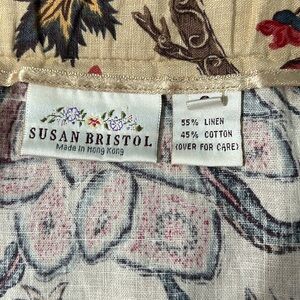 SUSAN BRISTOL
Made in Hong Kong
55% LINEN
45% COTTON
(OVER FOR CARE)